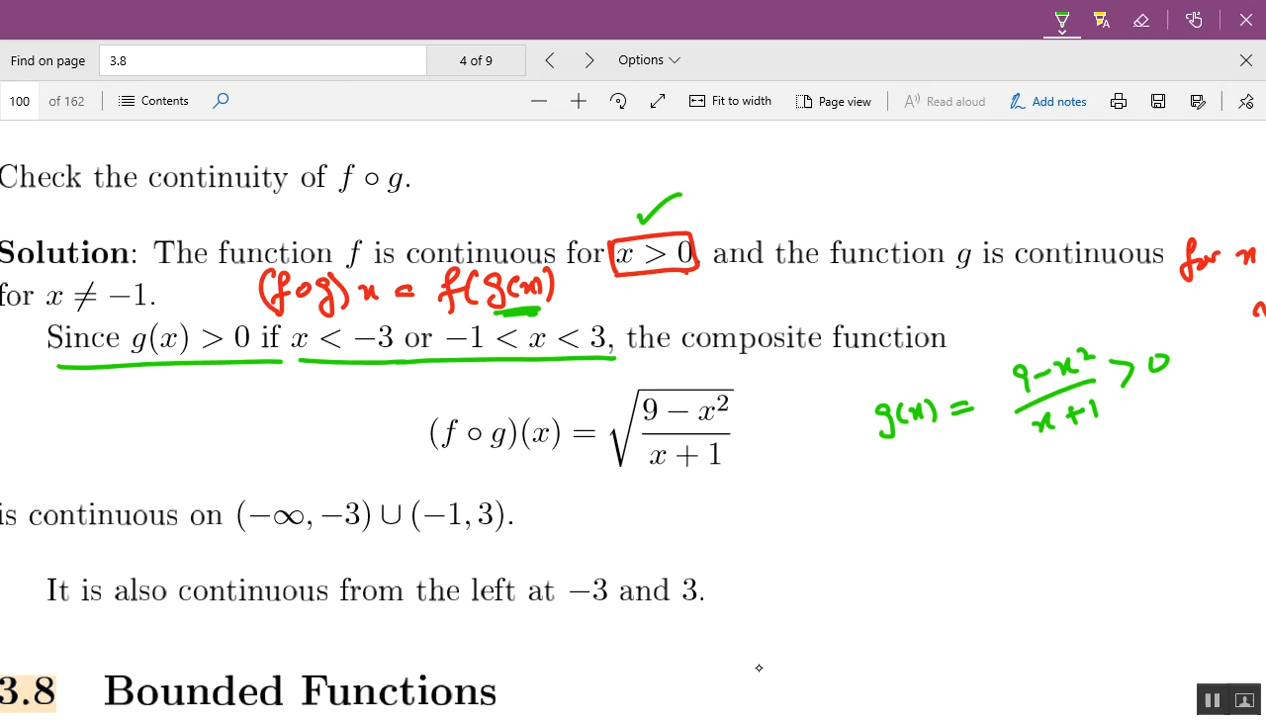 Find on page 3.8 4 of 9 Options
100 of 162 Contents Fit to width Page view Read aloud Add notes
Check the continuity of f ∘ g.
Solution: The function f is continuous for x > 0, and the function g is continuous for x
for x ≠ −1. (f∘g)x = f(g(x))
Since g(x) > 0 if x < −3 or −1 < x < 3, the composite function
g(x) = (9−x²)/(x+1) > 0
(f ∘ g)(x) = √((9 − x²)/(x + 1))
is continuous on (−∞, −3) ∪ (−1, 3).
It is also continuous from the left at −3 and 3.
3.8 Bounded Functions